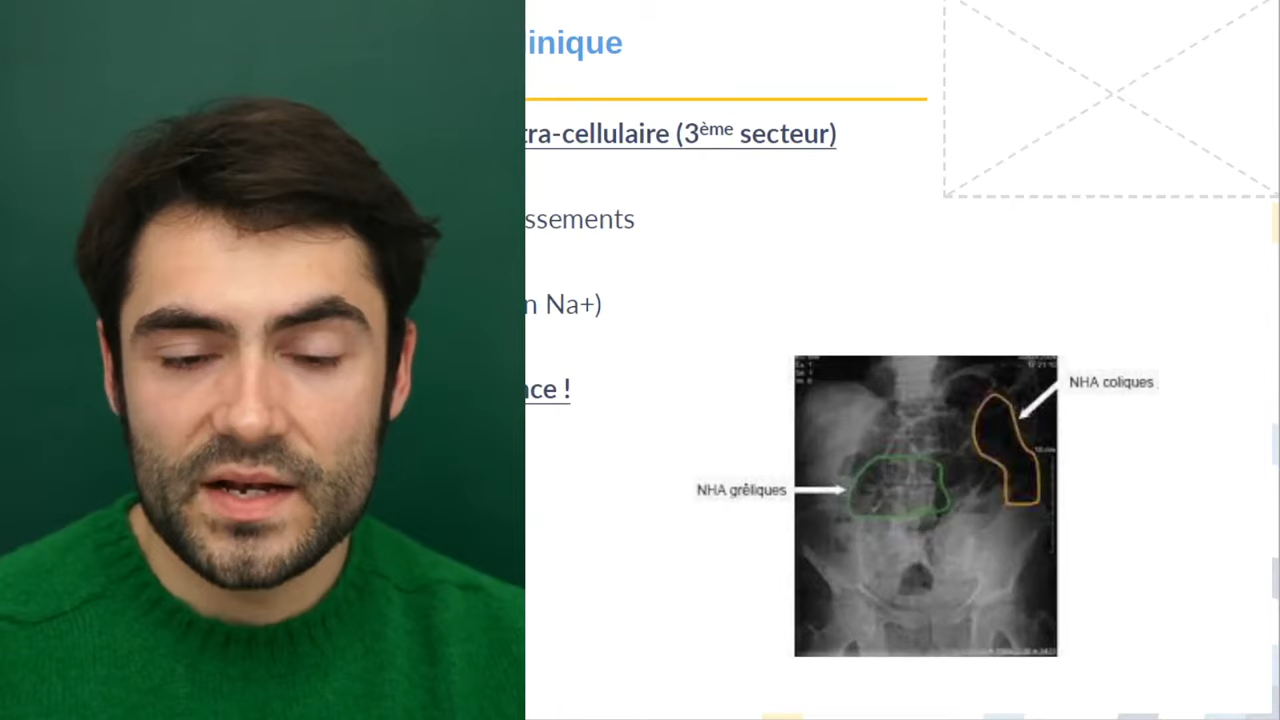 inique
tra-cellulaire (3ème secteur)
ssements
n Na+)
nce !
NHA coliques
NHA grêliques